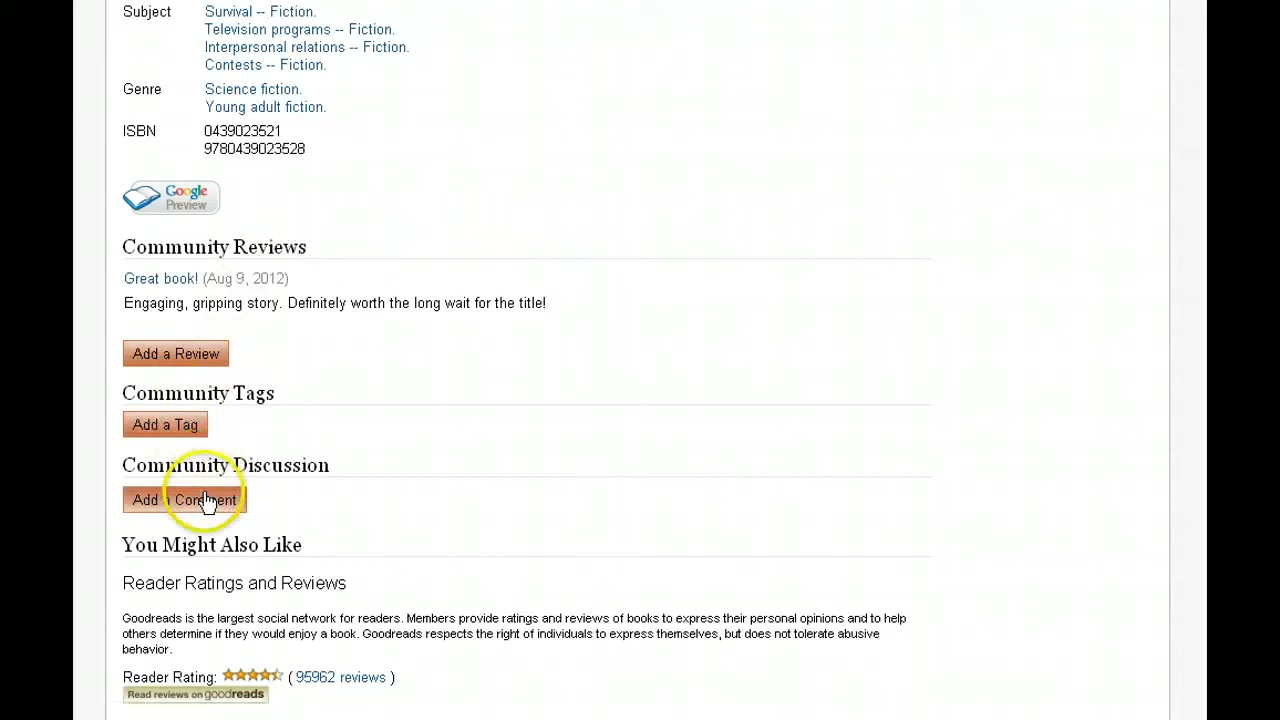 Subject Survival -- Fiction.
Television programs -- Fiction.
Interpersonal relations -- Fiction.
Contests -- Fiction.
Genre Science fiction.
Young adult fiction.
ISBN 0439023521
9780439023528
Google
Preview
Community Reviews
Great book! (Aug 9, 2012)
Engaging, gripping story. Definitely worth the long wait for the title!
Add a Review
Community Tags
Add a Tag
Community Discussion
Add a Comment
You Might Also Like
Reader Ratings and Reviews
Goodreads is the largest social network for readers. Members provide ratings and reviews of books to express their personal opinions and to help
others determine if they would enjoy a book. Goodreads respects the right of individuals to express themselves, but does not tolerate abusive
behavior.
Reader Rating: ( 95962 reviews )
Read reviews on goodreads